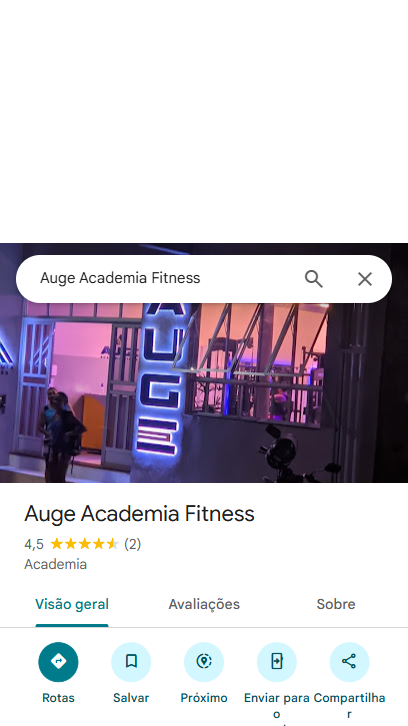 Auge Academia Fitness
AUGE
Auge Academia Fitness
4,5 (2)
Academia
Visão geral Avaliações Sobre
Rotas Salvar Próximo Enviar para o Compartilhar